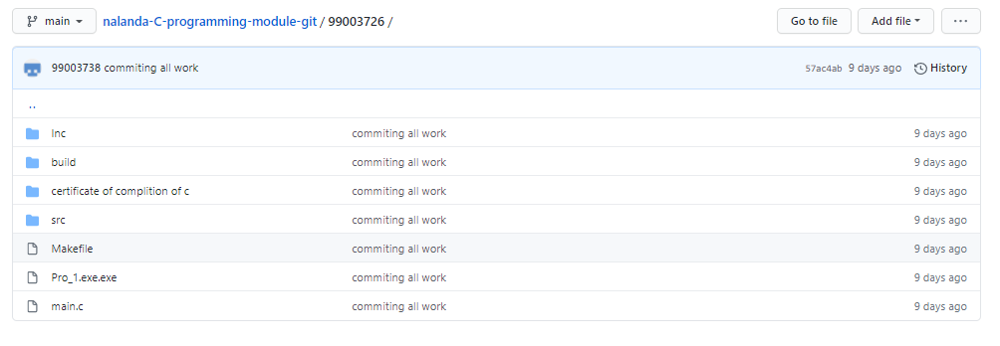 main nalanda-C-programming-module-git / 99003726 / Go to file Add file ...
99003738 commiting all work 57ac4ab 9 days ago History
..
Inc commiting all work 9 days ago
build commiting all work 9 days ago
certificate of complition of c commiting all work 9 days ago
src commiting all work 9 days ago
Makefile commiting all work 9 days ago
Pro_1.exe.exe commiting all work 9 days ago
main.c commiting all work 9 days ago